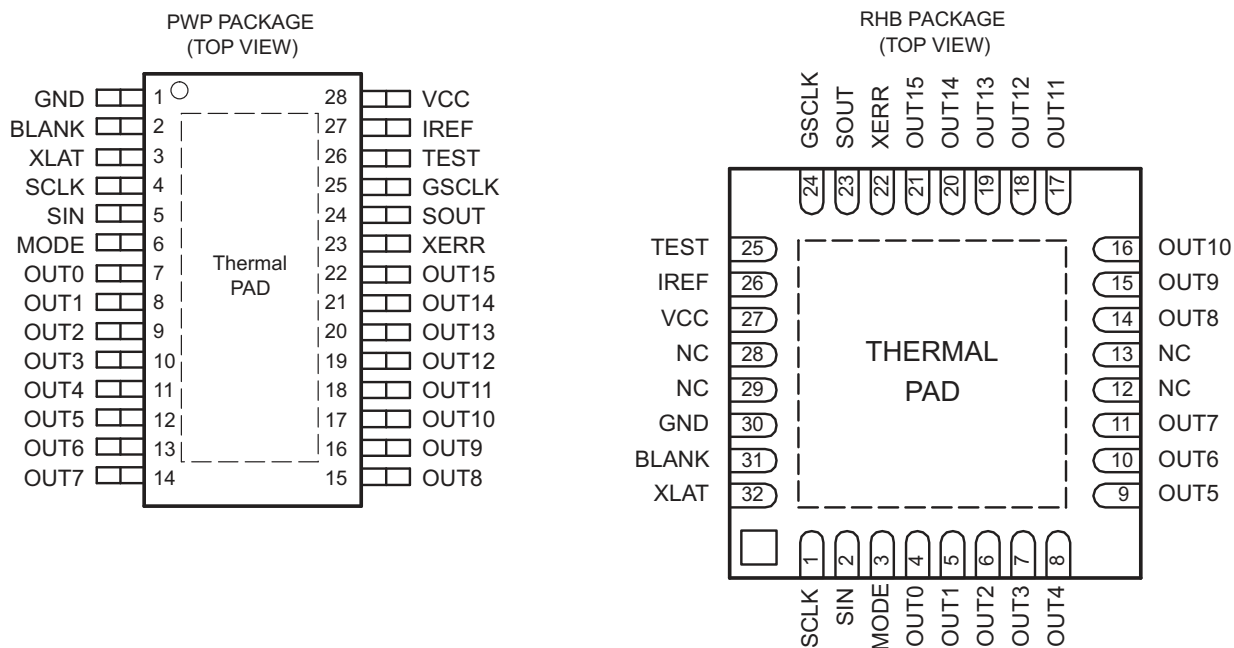 PWP PACKAGE
(TOP VIEW)
GND 1 28 VCC
BLANK 2 27 IREF
XLAT 3 26 TEST
SCLK 4 25 GSCLK
SIN 5 24 SOUT
MODE 6 23 XERR
OUT0 7 22 OUT15
OUT1 8 21 OUT14
OUT2 9 20 OUT13
OUT3 10 19 OUT12
OUT4 11 18 OUT11
OUT5 12 17 OUT10
OUT6 13 16 OUT9
OUT7 14 15 OUT8
Thermal
PAD
RHB PACKAGE
(TOP VIEW)
GSCLK SOUT XERR OUT15 OUT14 OUT13 OUT12 OUT11
24 23 22 21 20 19 18 17
TEST 25 16 OUT10
IREF 26 15 OUT9
VCC 27 14 OUT8
NC 28 13 NC
NC 29 12 NC
GND 30 11 OUT7
BLANK 31 10 OUT6
XLAT 32 9 OUT5
THERMAL
PAD
1 2 3 4 5 6 7 8
SCLK SIN MODE OUT0 OUT1 OUT2 OUT3 OUT4